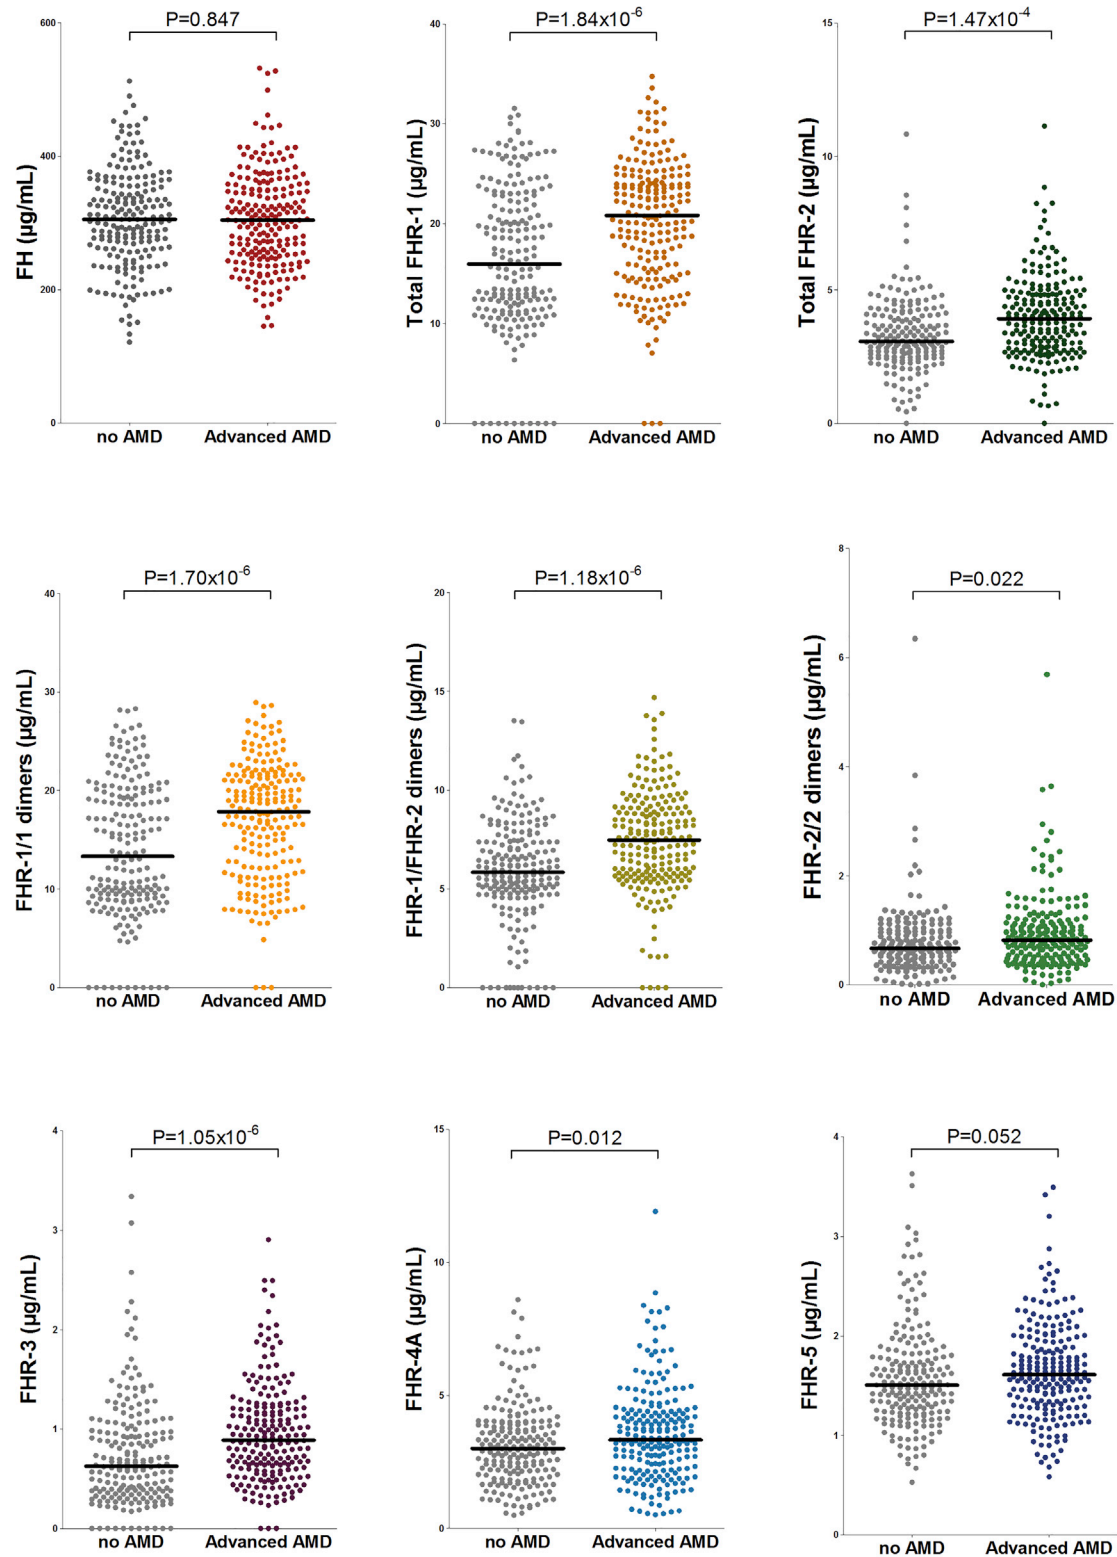 P=0.847
600
400
200
0
FH (µg/mL)
no AMD Advanced AMD
P=1.84x10-6
40
30
20
10
0
Total FHR-1 (µg/mL)
no AMD Advanced AMD
P=1.47x10-4
15
10
5
0
Total FHR-2 (µg/mL)
no AMD Advanced AMD
P=1.70x10-6
40
30
20
10
0
FHR-1/1 dimers (µg/mL)
no AMD Advanced AMD
P=1.18x10-6
20
15
10
5
0
FHR-1/FHR-2 dimers (µg/mL)
no AMD Advanced AMD
P=0.022
8
6
4
2
0
FHR-2/2 dimers (µg/mL)
no AMD Advanced AMD
P=1.05x10-6
4
3
2
1
0
FHR-3 (µg/mL)
no AMD Advanced AMD
P=0.012
15
10
5
0
FHR-4A (µg/mL)
no AMD Advanced AMD
P=0.052
4
3
2
1
0
FHR-5 (µg/mL)
no AMD Advanced AMD